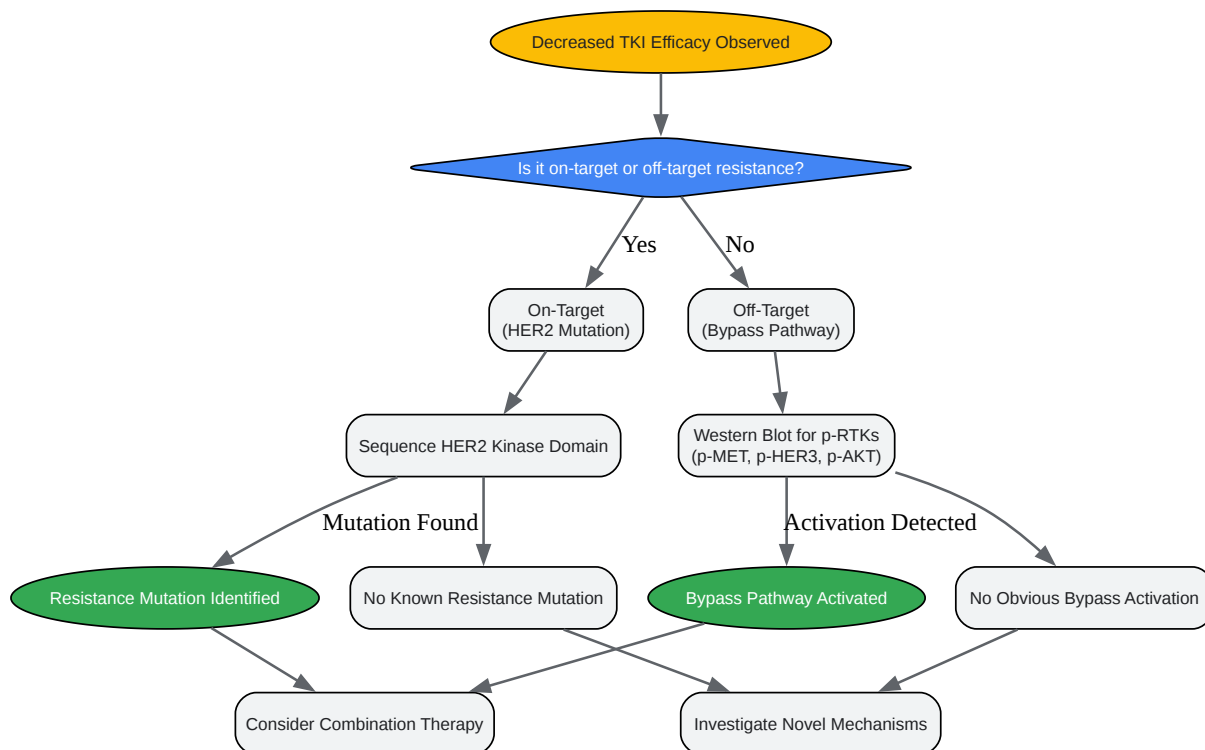 Decreased TKI Efficacy Observed
Is it on-target or off-target resistance?
Yes
No
On-Target
(HER2 Mutation)
Off-Target
(Bypass Pathway)
Sequence HER2 Kinase Domain
Western Blot for p-RTKs
(p-MET, p-HER3, p-AKT)
Mutation Found
Activation Detected
Resistance Mutation Identified
No Known Resistance Mutation
Bypass Pathway Activated
No Obvious Bypass Activation
Consider Combination Therapy
Investigate Novel Mechanisms